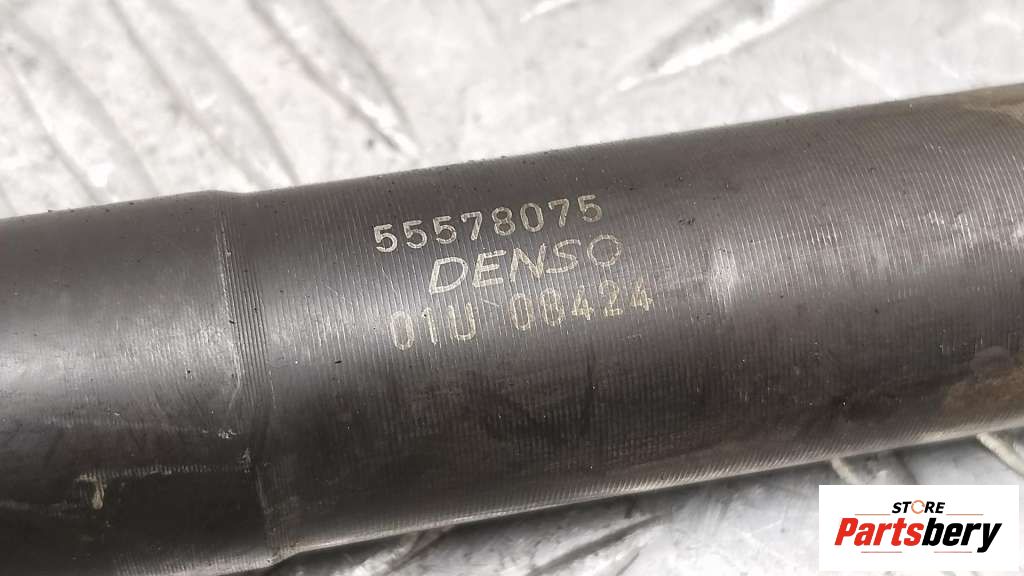 55578075
DENSO
01U 08424
STORE
Partsbery